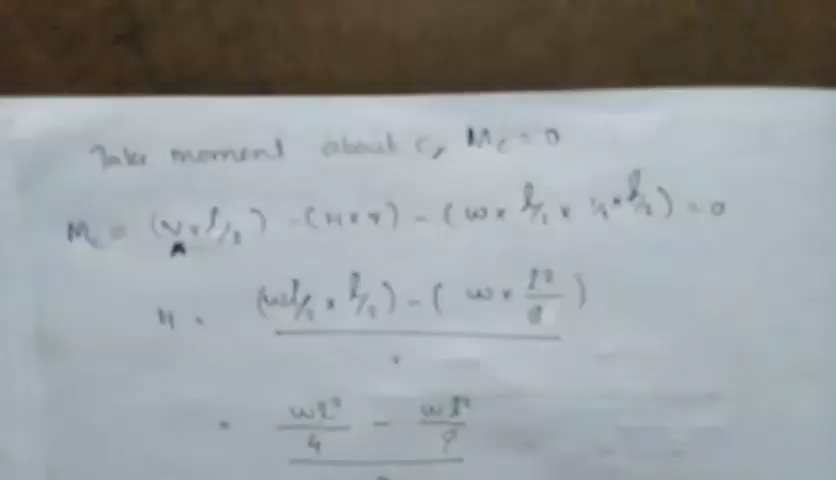 Take moment about C, Mc = 0
Mc = (VA × l/2) - (H × r) - (w × l/2 × 1/2 × l/2) = 0
H = (wl/2 × l/2) - (w × l²/8)
= wl²/4 - wl²/8